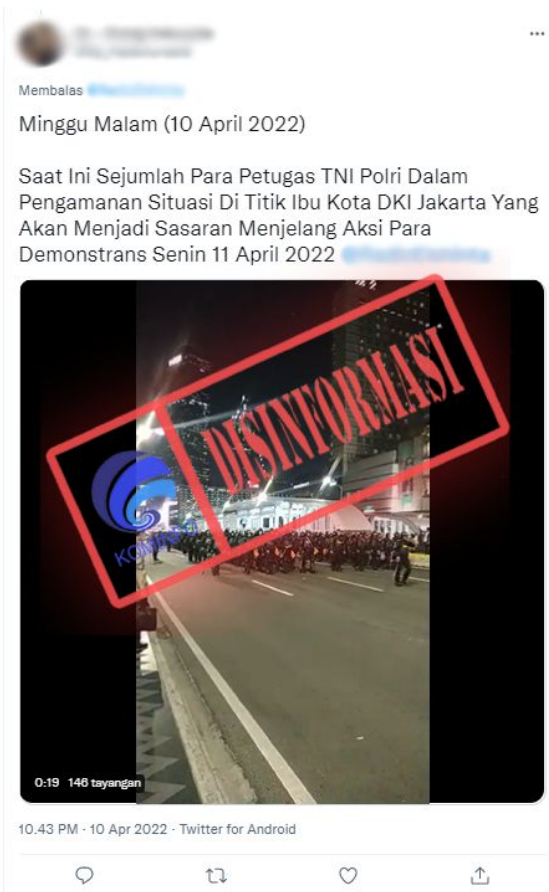 Membalas
Minggu Malam (10 April 2022)
Saat Ini Sejumlah Para Petugas TNI Polri Dalam
Pengamanan Situasi Di Titik Ibu Kota DKI Jakarta Yang
Akan Menjadi Sasaran Menjelang Aksi Para
Demonstrans Senin 11 April 2022
DISINFORMASI
KOMINFO
0:19 146 tayangan
10.43 PM · 10 Apr 2022 · Twitter for Android